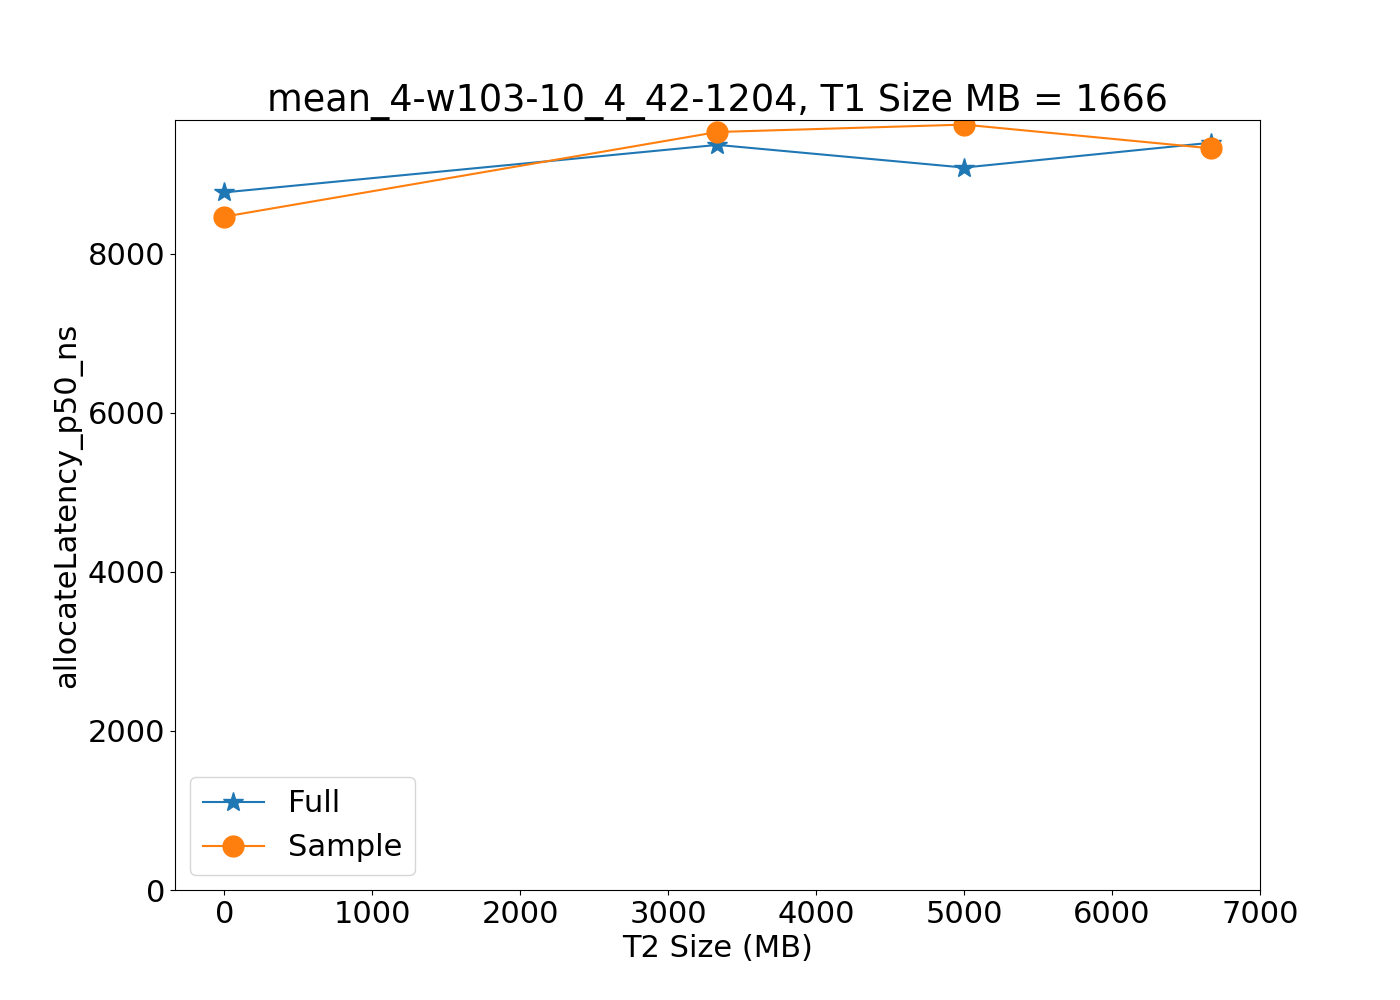 mean_4-w103-10_4_42-1204, T1 Size MB = 1666
allocateLatency_p50_ns
8000
6000
4000
2000
0
Full
Sample
0 1000 2000 3000 4000 5000 6000 7000
T2 Size (MB)